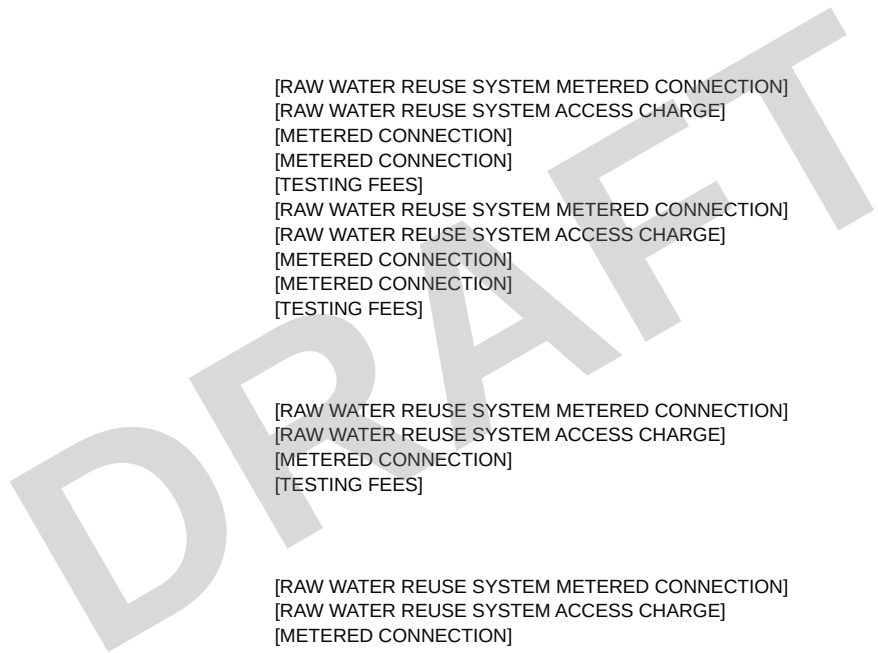 [RAW WATER REUSE SYSTEM METERED CONNECTION]
[RAW WATER REUSE SYSTEM ACCESS CHARGE]
[METERED CONNECTION]
[METERED CONNECTION]
[TESTING FEES]
[RAW WATER REUSE SYSTEM METERED CONNECTION]
[RAW WATER REUSE SYSTEM ACCESS CHARGE]
[METERED CONNECTION]
[METERED CONNECTION]
[TESTING FEES]
[RAW WATER REUSE SYSTEM METERED CONNECTION]
[RAW WATER REUSE SYSTEM ACCESS CHARGE]
[METERED CONNECTION]
[TESTING FEES]
[RAW WATER REUSE SYSTEM METERED CONNECTION]
[RAW WATER REUSE SYSTEM ACCESS CHARGE]
[METERED CONNECTION]
DRAFT